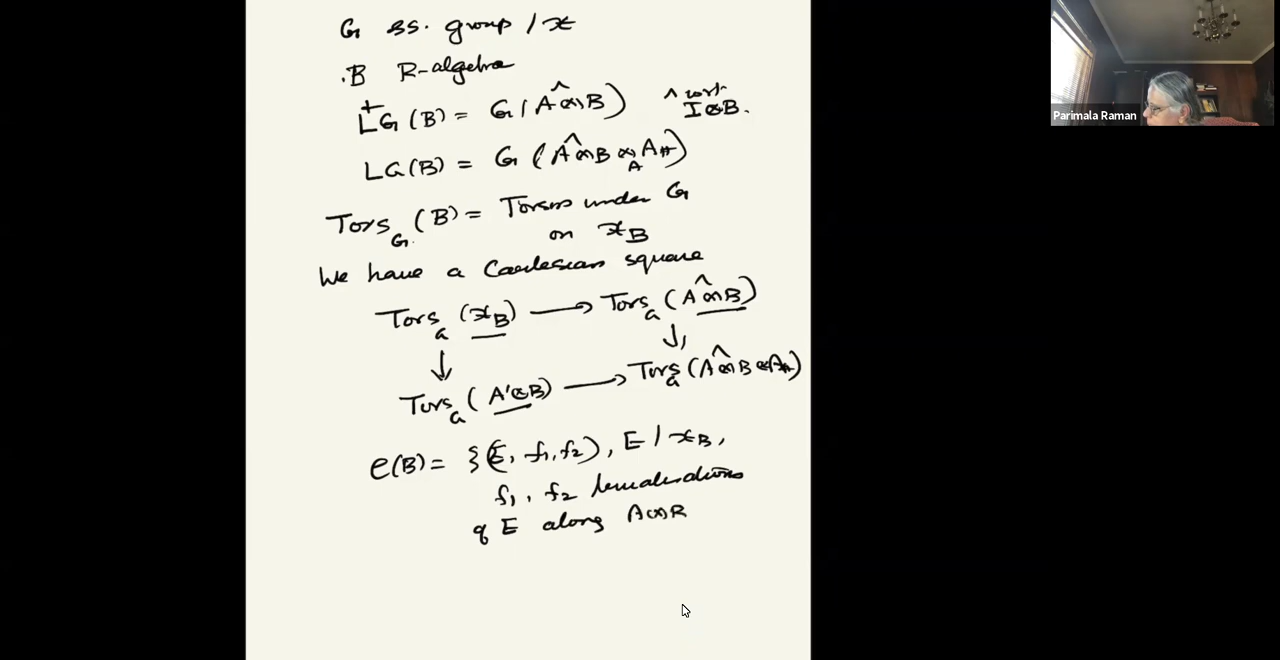 G ss. group / 𝔛
. B R-algebra
L⁺G (B) = G ( A ⊗̂ B ) ^ wrt. I ⊗ B.
LG (B) = G ( A ⊗̂ B ⊗_A A_# )
Tors_G. (B) = Torsors under G
on 𝔛_B
We have a Cartesian square
Tors_G (𝔛_B) ⟶ Tors_G ( A ⊗̂ B )
↓ ↓
Tors_G ( A' ⊗ B ) ⟶ Tors_G ( A ⊗̂ B ⊗ A_# )
C(B) = { (E, f₁, f₂), E / 𝔛_B,
f₁, f₂
of E along
Parimala Raman